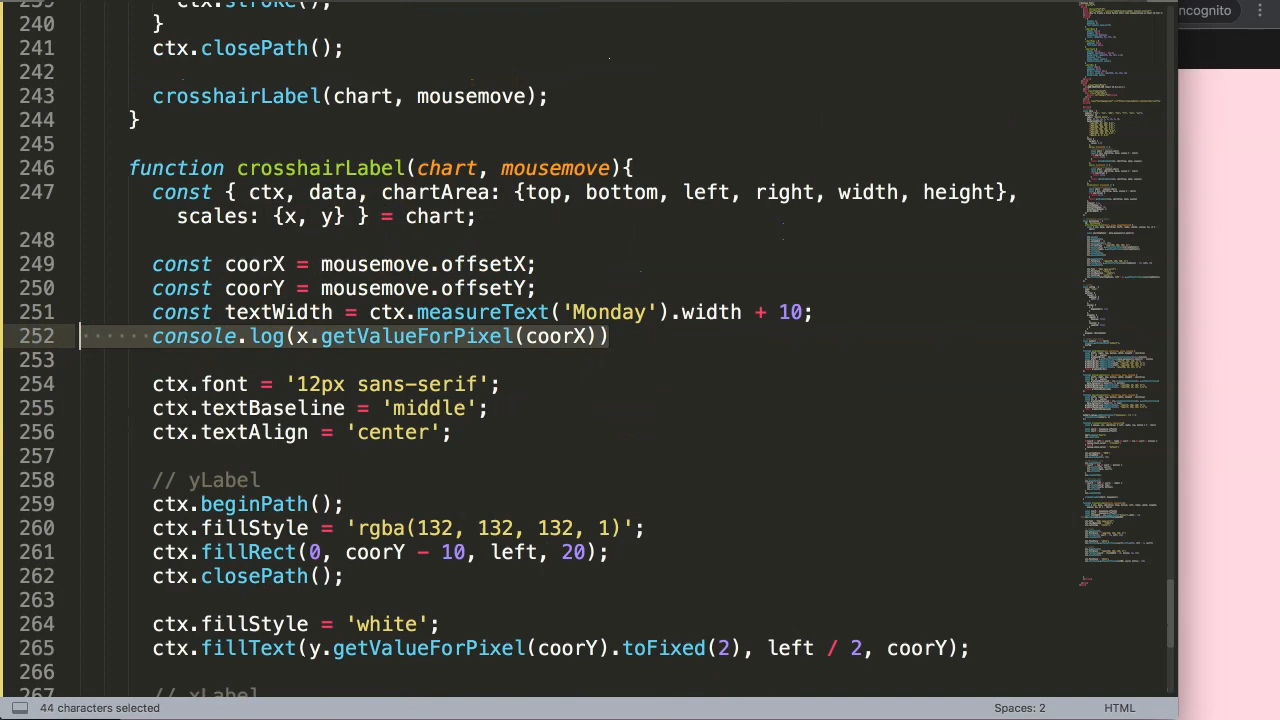 239 ctx.stroke();
Incognito
240 }
241 ctx.closePath();
242
243 crosshairLabel(chart, mousemove);
244 }
245
246 function crosshairLabel(chart, mousemove){
247 const { ctx, data, chartArea: {top, bottom, left, right, width, height},
scales: {x, y} } = chart;
248
249 const coorX = mousemove.offsetX;
250 const coorY = mousemove.offsetY;
251 const textWidth = ctx.measureText('Monday').width + 10;
252 console.log(x.getValueForPixel(coorX))
253
254 ctx.font = '12px sans-serif';
255 ctx.textBaseline = 'middle';
256 ctx.textAlign = 'center';
257
258 // yLabel
259 ctx.beginPath();
260 ctx.fillStyle = 'rgba(132, 132, 132, 1)';
261 ctx.fillRect(0, coorY - 10, left, 20);
262 ctx.closePath();
263
264 ctx.fillStyle = 'white';
265 ctx.fillText(y.getValueForPixel(coorY).toFixed(2), left / 2, coorY);
266
267 // xLabel
44 characters selected
Spaces: 2
HTML